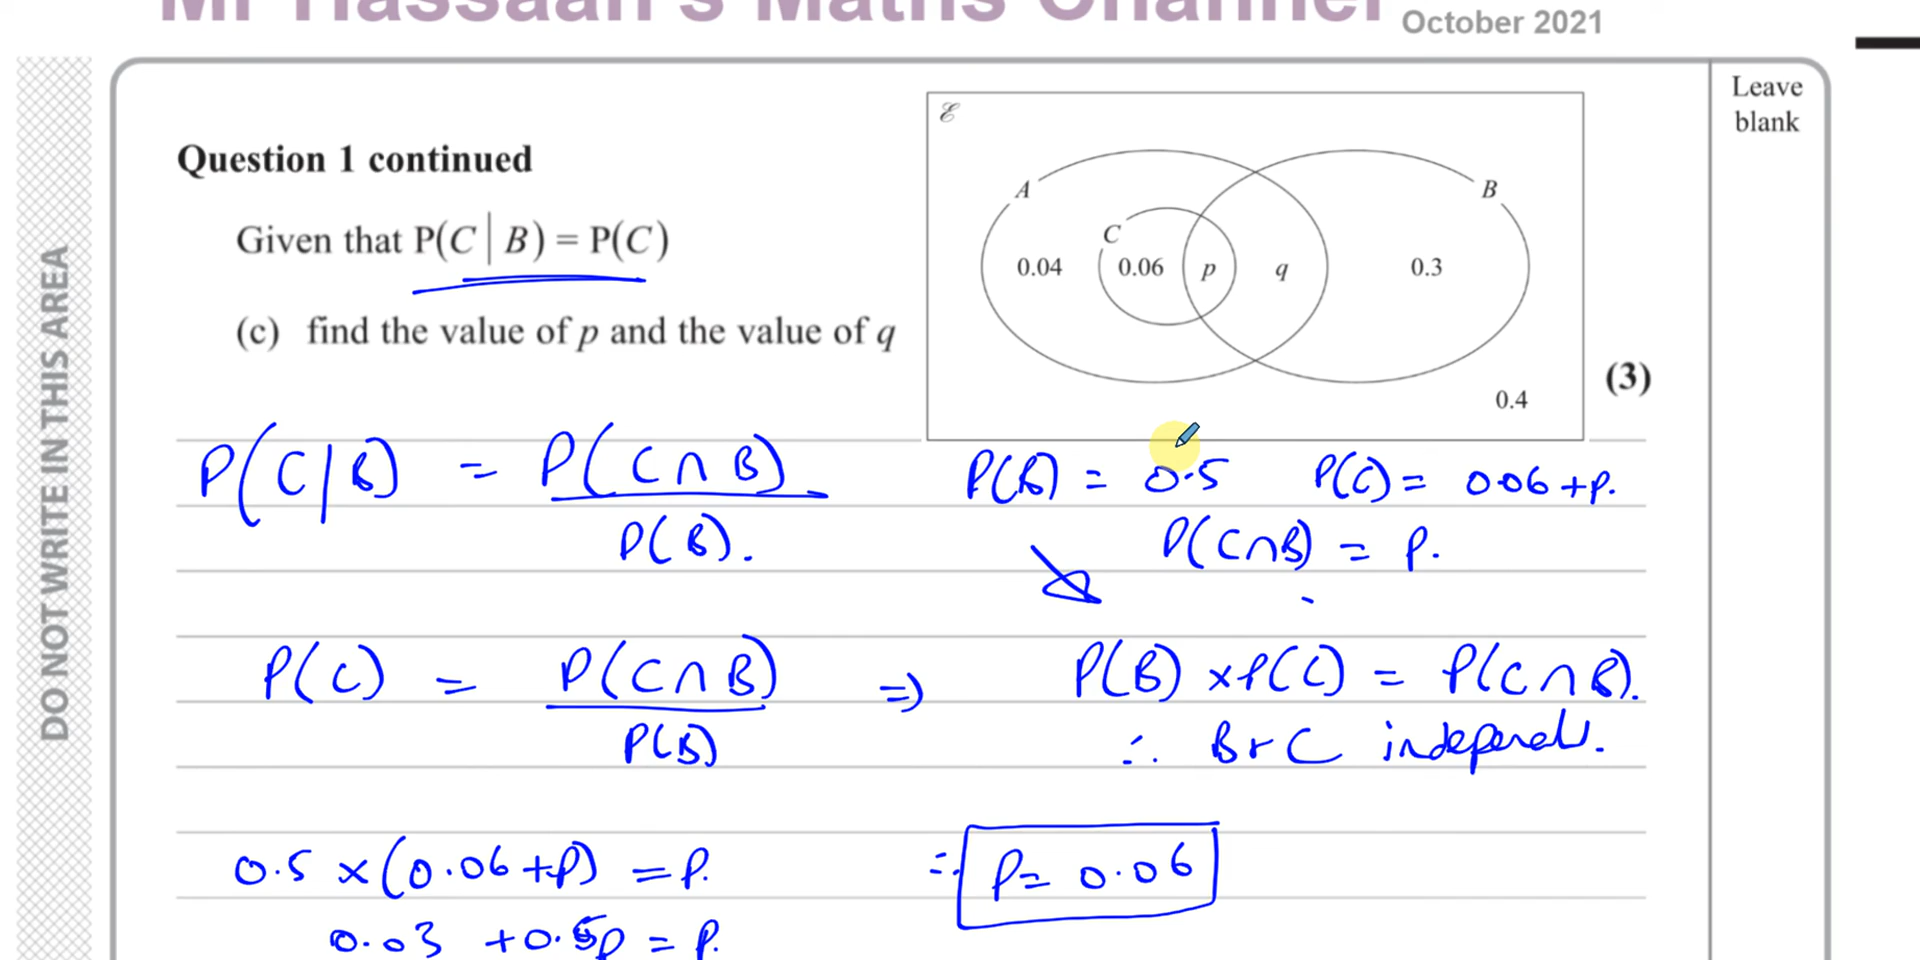 Mr Hassaan's Maths Channel
October 2021
Leave
blank
DO NOT WRITE IN THIS AREA
Question 1 continued
Given that P(C | B) = P(C)
(c) find the value of p and the value of q
ℰ
A
B
C
0.04
0.06
p
q
0.3
0.4
(3)
P(C|B) = P(C∩B)
P(B).
P(B) = 0.5 P(C) = 0.06+p.
P(C∩B) = p.
P(C) = P(C∩B)
P(B)
=> P(B) × P(C) = P(C∩B).
∴ B + C
0.5 × (0.06+p) = p.
∴ p = 0.06
0.03 + 0.5p = p.